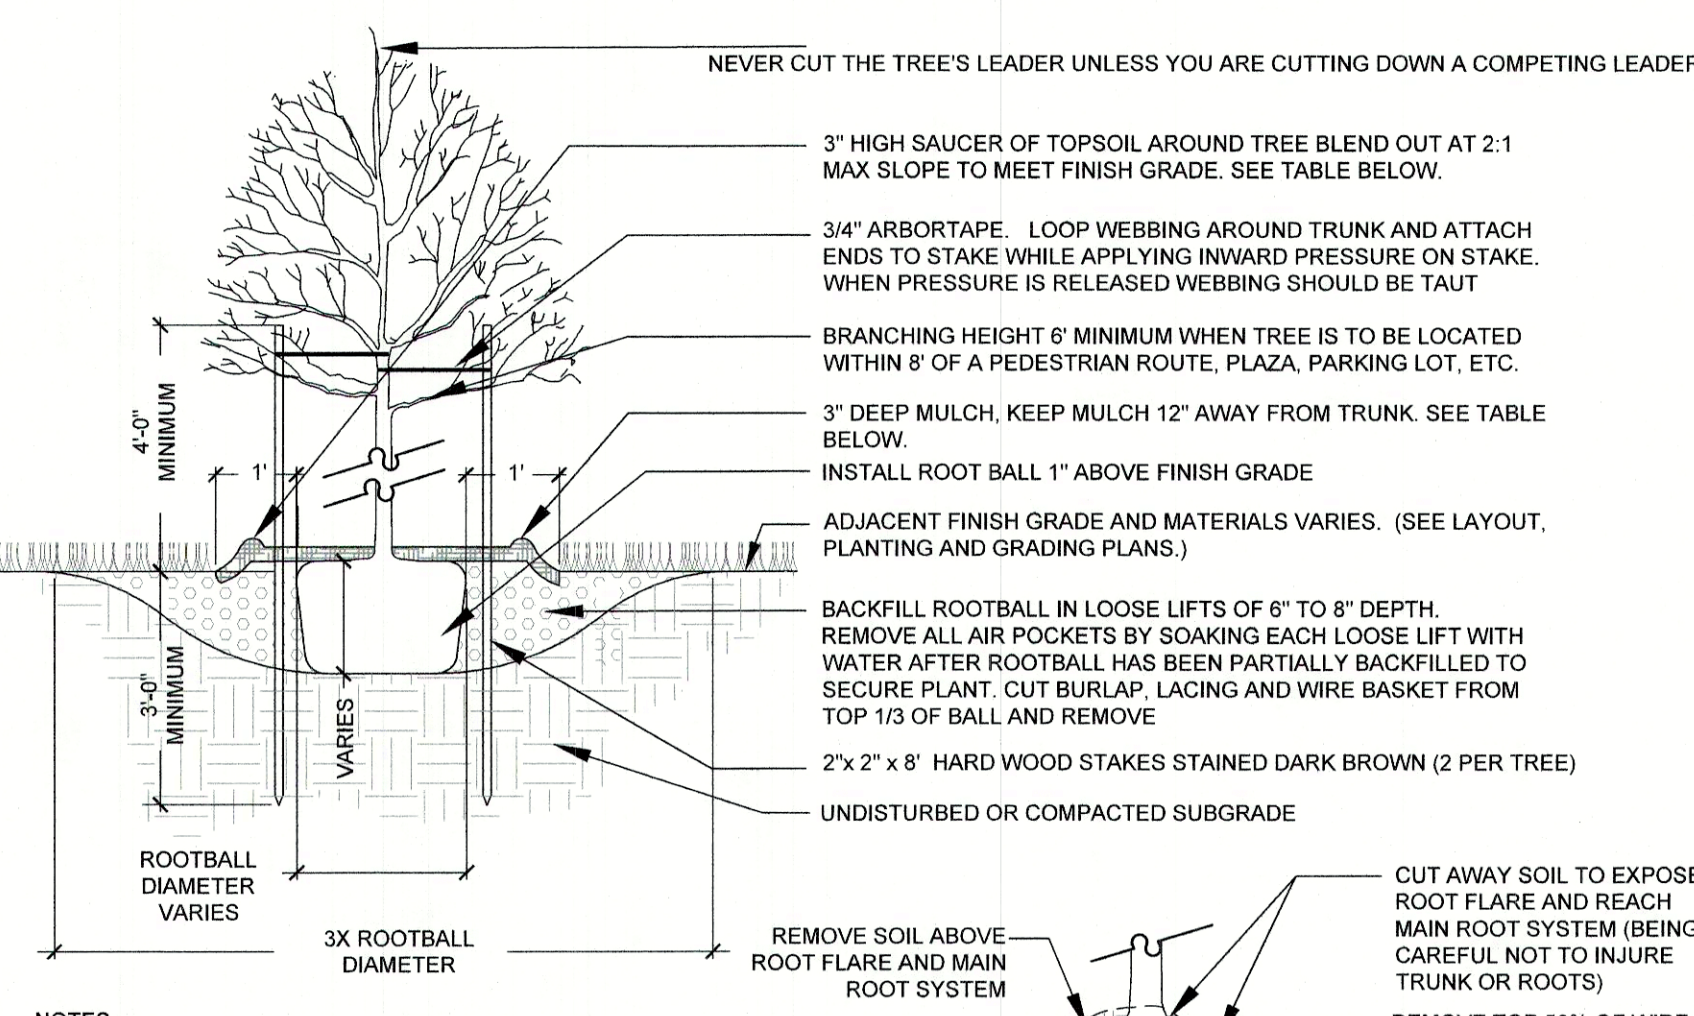 NEVER CUT THE TREE'S LEADER UNLESS YOU ARE CUTTING DOWN A COMPETING LEADER
3" HIGH SAUCER OF TOPSOIL AROUND TREE BLEND OUT AT 2:1
MAX SLOPE TO MEET FINISH GRADE. SEE TABLE BELOW.
3/4" ARBORTAPE. LOOP WEBBING AROUND TRUNK AND ATTACH
ENDS TO STAKE WHILE APPLYING INWARD PRESSURE ON STAKE.
WHEN PRESSURE IS RELEASED WEBBING SHOULD BE TAUT
BRANCHING HEIGHT 6' MINIMUM WHEN TREE IS TO BE LOCATED
WITHIN 8' OF A PEDESTRIAN ROUTE, PLAZA, PARKING LOT, ETC.
3" DEEP MULCH, KEEP MULCH 12" AWAY FROM TRUNK. SEE TABLE
BELOW.
INSTALL ROOT BALL 1" ABOVE FINISH GRADE
ADJACENT FINISH GRADE AND MATERIALS VARIES. (SEE LAYOUT,
PLANTING AND GRADING PLANS.)
BACKFILL ROOTBALL IN LOOSE LIFTS OF 6" TO 8" DEPTH.
REMOVE ALL AIR POCKETS BY SOAKING EACH LOOSE LIFT WITH
WATER AFTER ROOTBALL HAS BEEN PARTIALLY BACKFILLED TO
SECURE PLANT. CUT BURLAP, LACING AND WIRE BASKET FROM
TOP 1/3 OF BALL AND REMOVE
2"x 2" x 8' HARD WOOD STAKES STAINED DARK BROWN (2 PER TREE)
UNDISTURBED OR COMPACTED SUBGRADE
4'-0"
MINIMUM
1'
1'
3'-0"
MINIMUM
VARIES
ROOTBALL
DIAMETER
VARIES
3X ROOTBALL
DIAMETER
REMOVE SOIL ABOVE
ROOT FLARE AND MAIN
ROOT SYSTEM
CUT AWAY SOIL TO EXPOSE
ROOT FLARE AND REACH
MAIN ROOT SYSTEM (BEING
CAREFUL NOT TO INJURE
TRUNK OR ROOTS)
NOTES